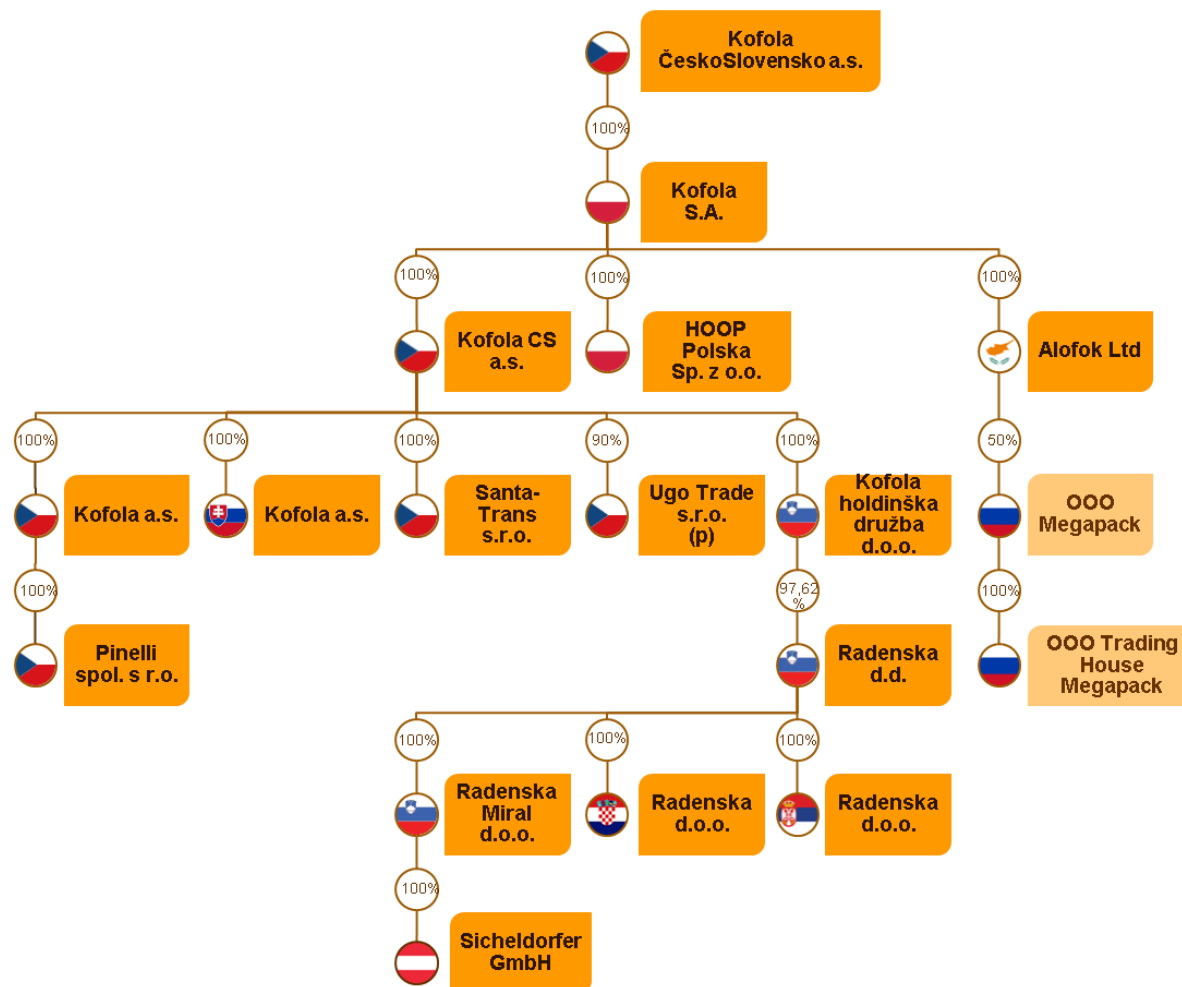 Kofola
ČeskoSlovensko a.s.
100%
Kofola
S.A.
100%
100%
100%
Kofola CS
a.s.
HOOP
Polska
Sp. z o.o.
Alofok Ltd
100%
100%
100%
90%
100%
50%
Kofola a.s.
Kofola a.s.
Santa-
Trans
s.r.o.
Ugo Trade
s.r.o.
(p)
Kofola
holdinška
družba
d.o.o.
OOO
Megapack
100%
97,62
%
100%
Pinelli
spol. s r.o.
Radenska
d.d.
OOO Trading
House
Megapack
100%
100%
100%
Radenska
Miral
d.o.o.
Radenska
d.o.o.
Radenska
d.o.o.
100%
Sicheldorfer
GmbH